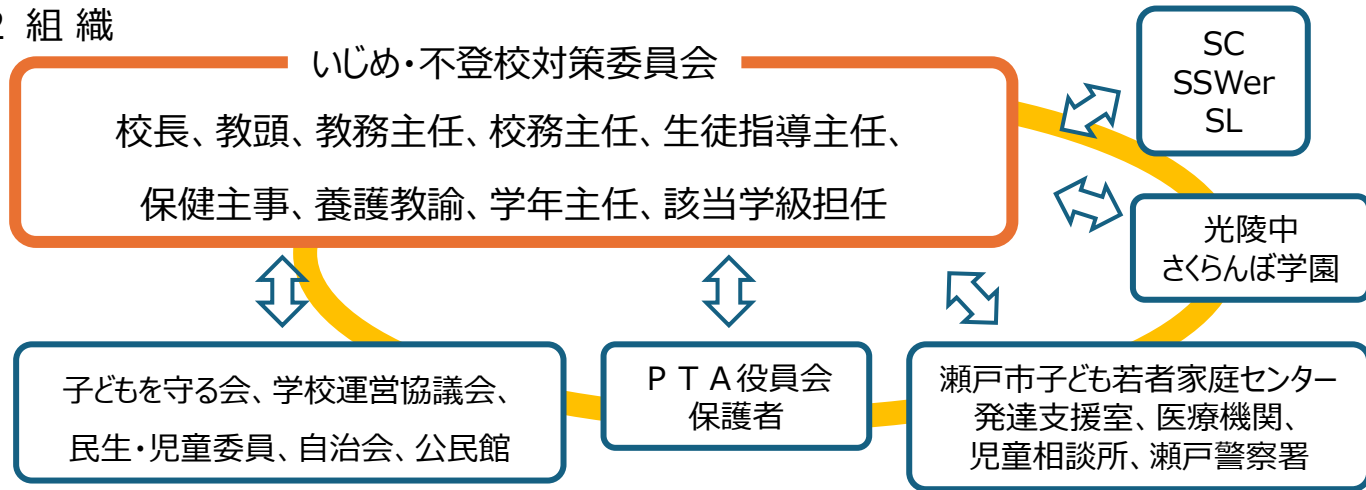 2 組 織
いじめ・不登校対策委員会
校長、教頭、教務主任、校務主任、生徒指導主任、
保健主事、養護教諭、学年主任、該当学級担任
SC
SSWer
SL
光陵中
さくらんぼ学園
子どもを守る会、学校運営協議会、
民生・児童委員、自治会、公民館
ＰＴＡ役員会
保護者
瀬戸市子ども若者家庭センター
発達支援室、医療機関、
児童相談所、瀬戸警察署